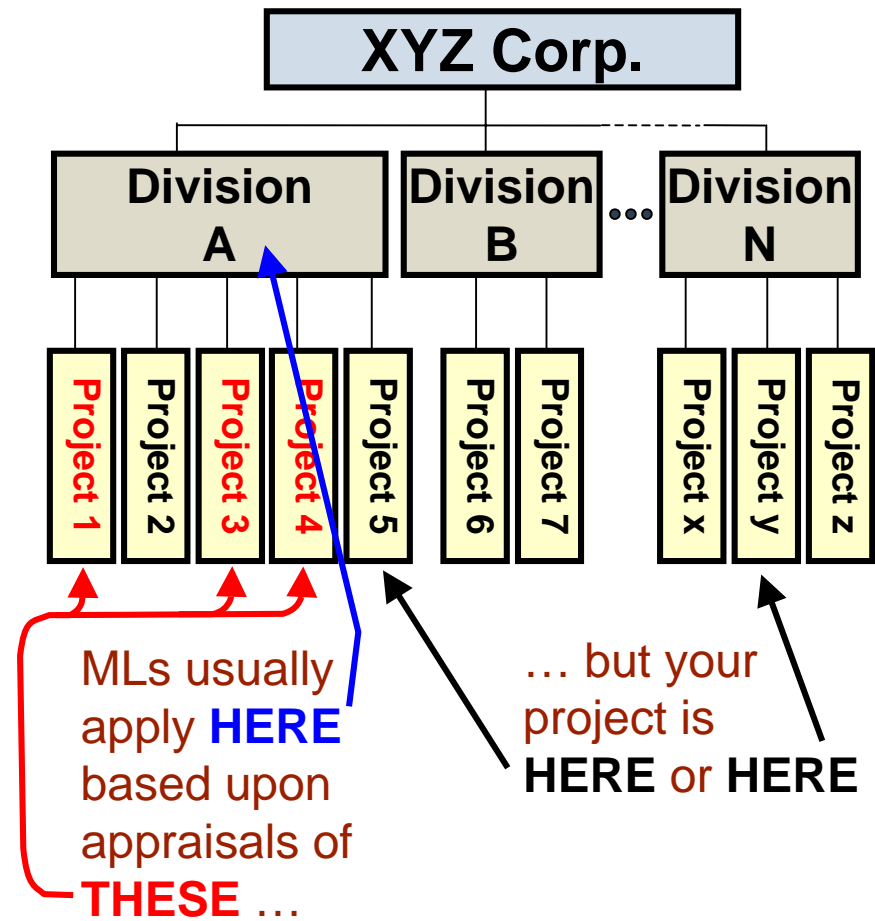 XYZ Corp.
Division
A
Division
B
Division
N
Project 1
Project 2
Project 3
Project 4
Project 5
Project 6
Project 7
Project x
Project y
Project z
MLs usually
apply HERE
based upon
appraisals of
THESE …
… but your
project is
HERE or HERE